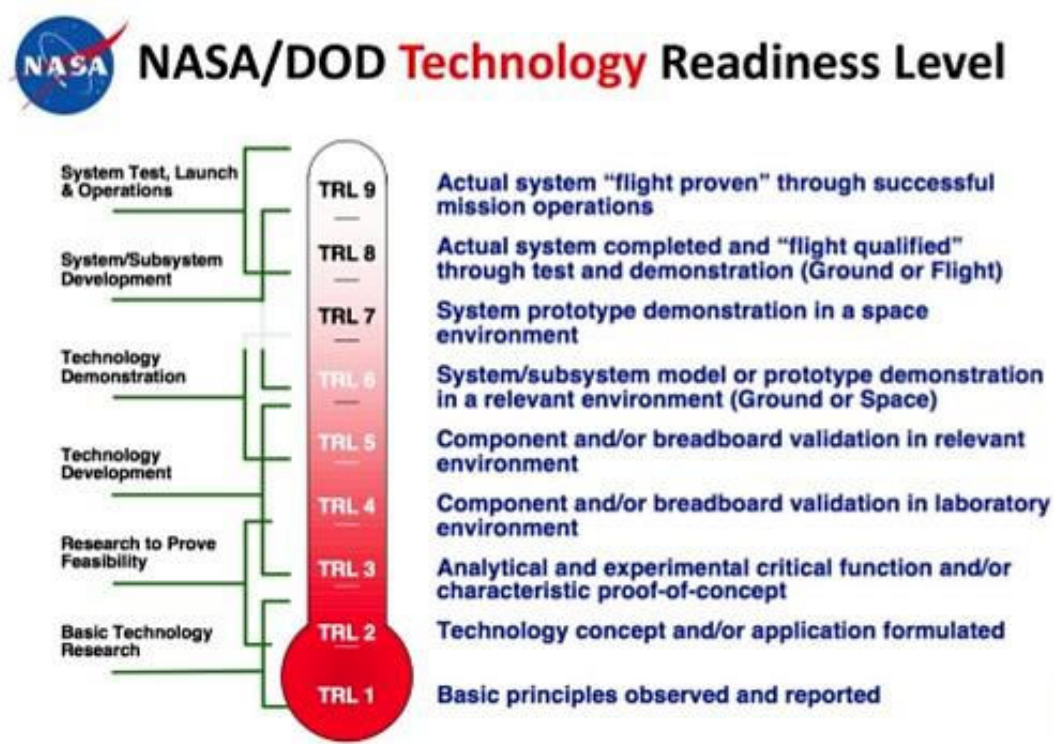 NASA
NASA/DOD Technology Readiness Level
System Test, Launch
& Operations
TRL 9
Actual system “flight proven” through successful
mission operations
System/Subsystem
Development
TRL 8
Actual system completed and “flight qualified”
through test and demonstration (Ground or Flight)
TRL 7
System prototype demonstration in a space
environment
Technology
Demonstration
TRL 6
System/subsystem model or prototype demonstration
in a relevant environment (Ground or Space)
Technology
Development
TRL 5
Component and/or breadboard validation in relevant
environment
TRL 4
Component and/or breadboard validation in laboratory
environment
Research to Prove
Feasibility
TRL 3
Analytical and experimental critical function and/or
characteristic proof-of-concept
Basic Technology
Research
TRL 2
Technology concept and/or application formulated
TRL 1
Basic principles observed and reported